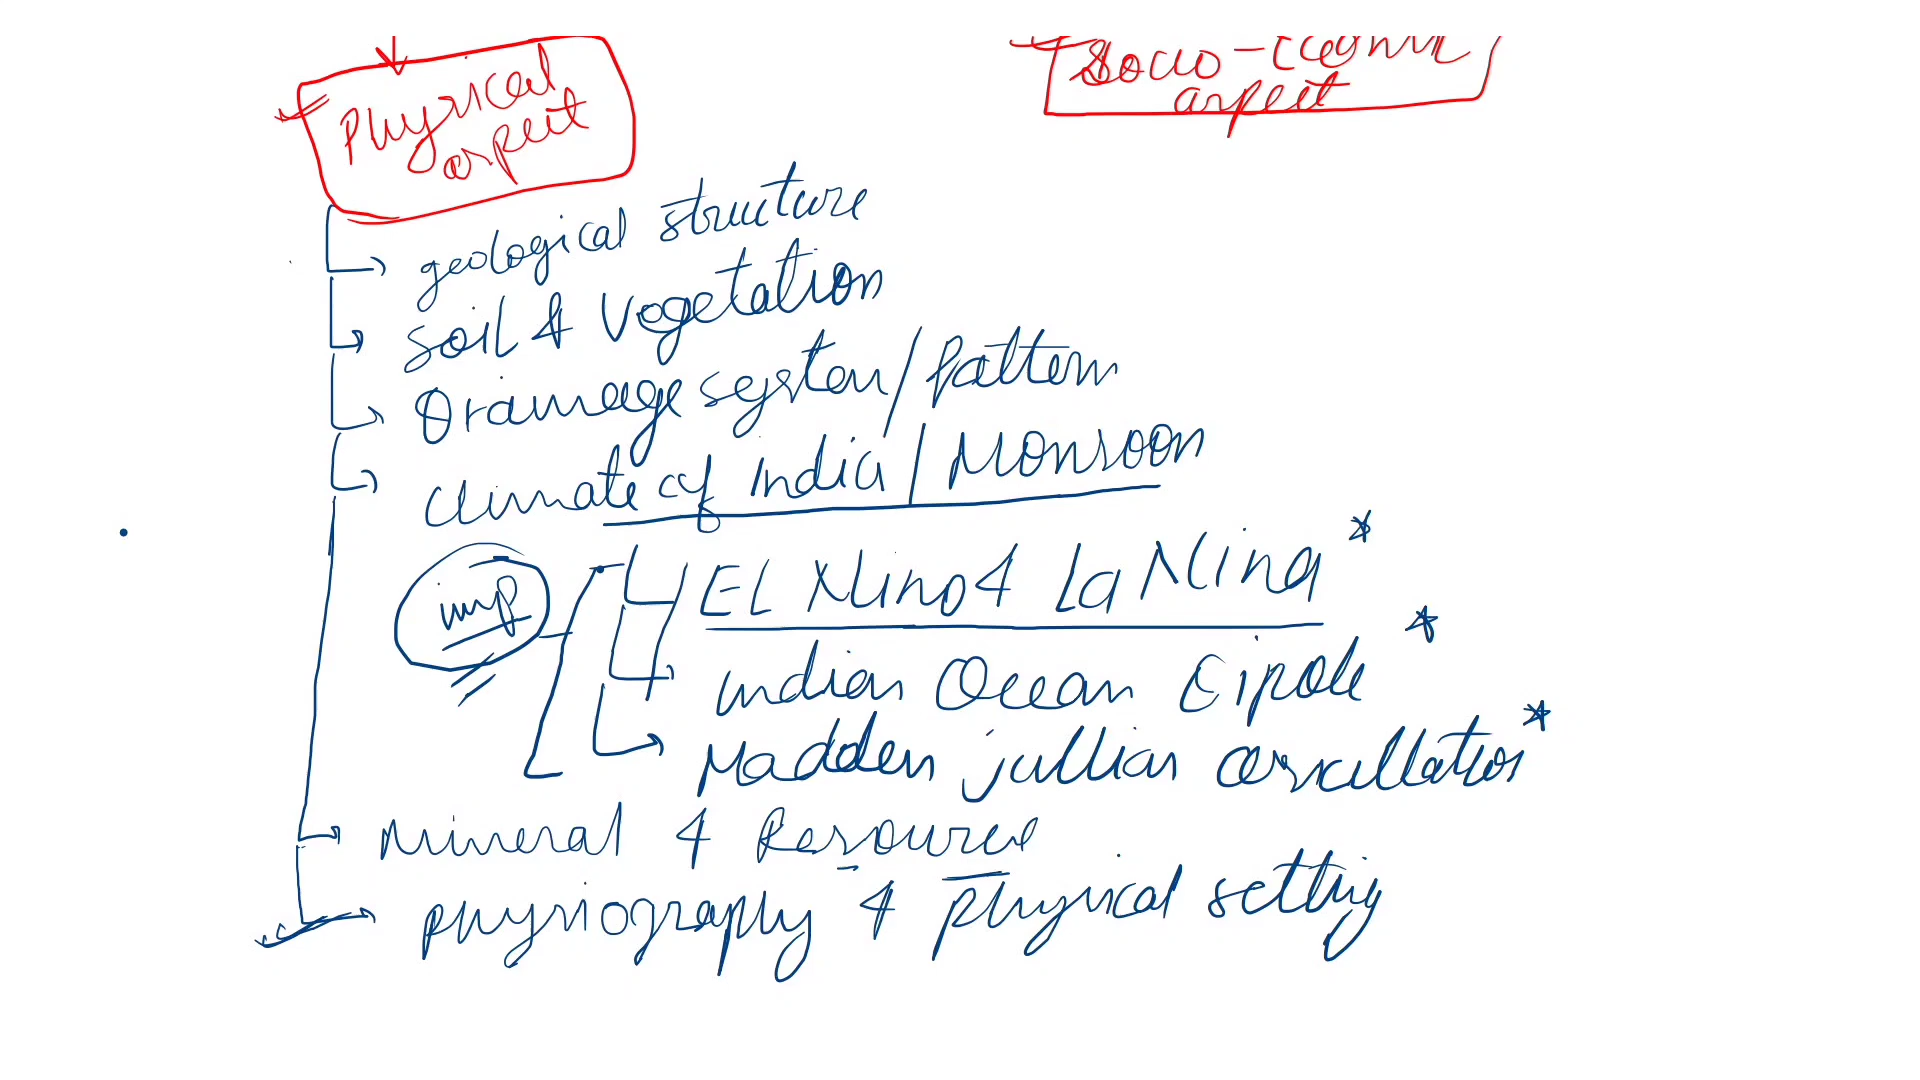 Physical
aspect
Socio-Economic
aspect
geological structure
Soil & Vegetation
Drainage system/Pattern
Climate of India/Monsoon
imp
EL Nino & La Nina *
Indian Ocean Dipole *
Madden jullian oscillation *
Mineral & Resource
Physiography & Physical setting